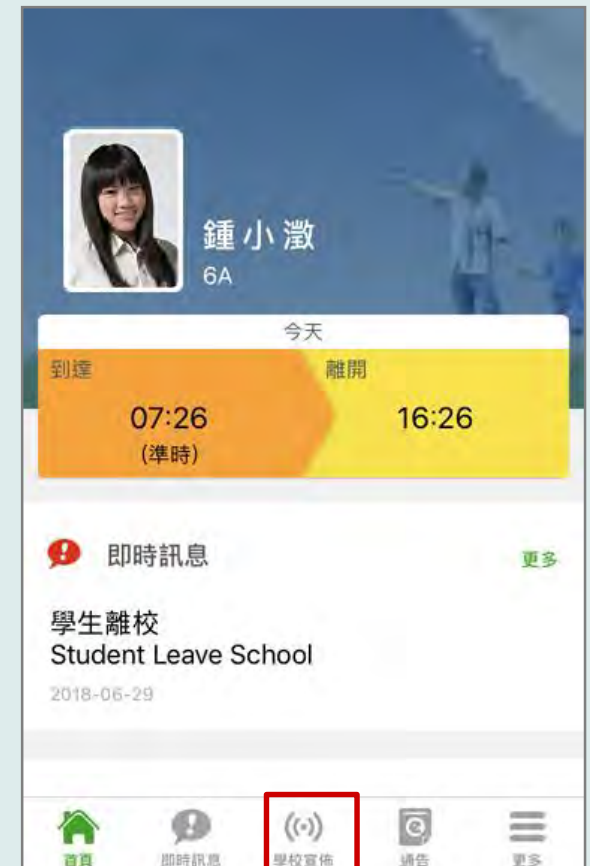 鍾小澂
6A
今天
到達
離開
07:26
16:26
(準時)
即時訊息
更多
學生離校
Student Leave School
2018-06-29
首頁
即時訊息
學校宣佈
通告
更多